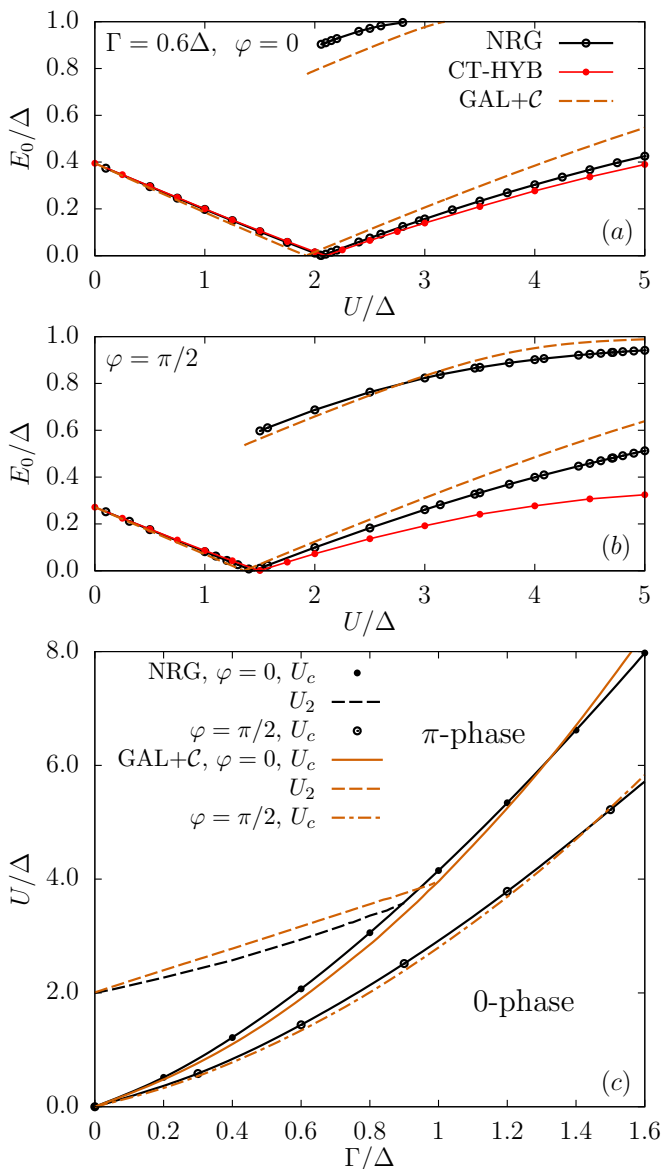 Γ = 0.6Δ, φ = 0
NRG
CT-HYB
GAL+𝒞
E₀/Δ
1.0
0.8
0.6
0.4
0.2
0.0
(a)
0 1 2 3 4 5
U/Δ
φ = π/2
E₀/Δ
1.0
0.8
0.6
0.4
0.2
0.0
(b)
0 1 2 3 4 5
U/Δ
NRG, φ = 0, U_c
U₂
φ = π/2, U_c
GAL+𝒞, φ = 0, U_c
U₂
φ = π/2, U_c
π-phase
0-phase
U/Δ
8.0
6.0
4.0
2.0
0.0
(c)
0 0.2 0.4 0.6 0.8 1 1.2 1.4 1.6
Γ/Δ